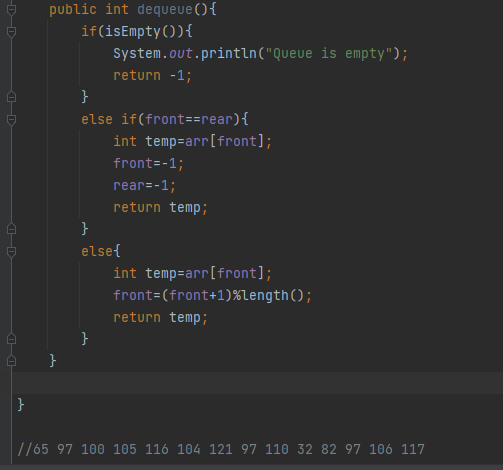 public int dequeue(){
if(isEmpty()){
System.out.println("Queue is empty");
return -1;
}
else if(front==rear){
int temp=arr[front];
front=-1;
rear=-1;
return temp;
}
else{
int temp=arr[front];
front=(front+1)%length();
return temp;
}
}
}
//65 97 100 105 116 104 121 97 110 32 82 97 106 117